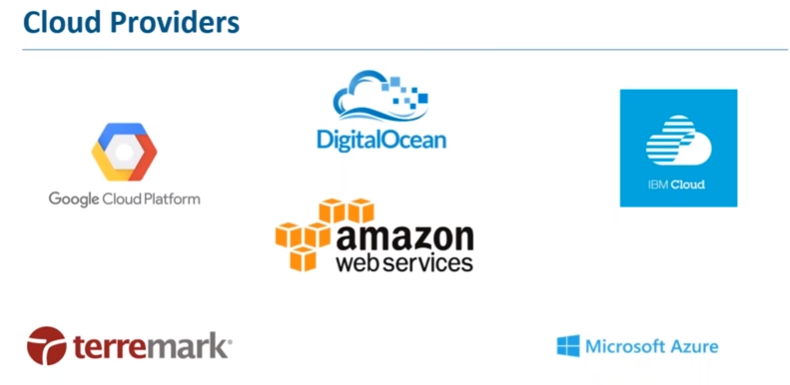 Cloud Providers
DigitalOcean
Google Cloud Platform
IBM Cloud
amazon
web services
terremark®
Microsoft Azure